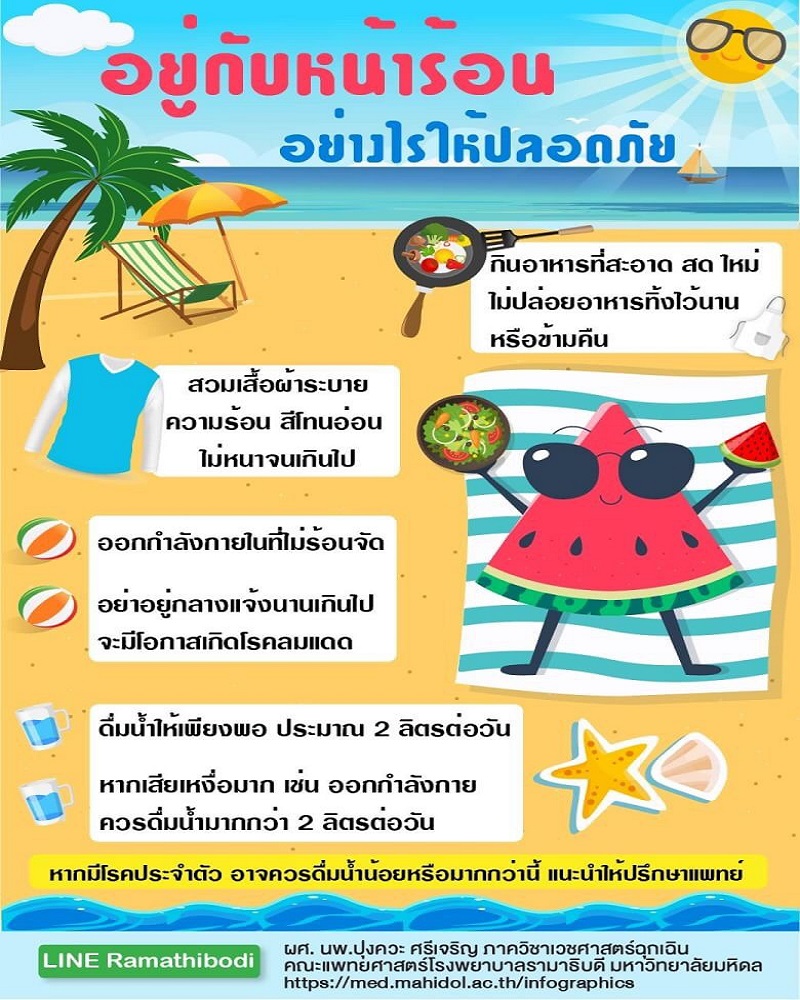 อยู่กับหน้าร้อน
อย่างไรให้ปลอดภัย
กินอาหารที่สะอาด สด ใหม่
ไม่ปล่อยอาหารทิ้งไว้นาน
หรือข้ามคืน
สวมเสื้อผ้าระบาย
ความร้อน สีโทนอ่อน
ไม่หนาจนเกินไป
ออกกำลังกายในที่ไม่ร้อนจัด
อย่าอยู่กลางแจ้งนานเกินไป
จะมีโอกาสเกิดโรคลมแดด
ดื่มน้ำให้เพียงพอ ประมาณ 2 ลิตรต่อวัน
หากเสียเหงื่อมาก เช่น ออกกำลังกาย
ควรดื่มน้ำมากกว่า 2 ลิตรต่อวัน
หากมีโรคประจำตัว อาจควรดื่มน้ำน้อยหรือมากกว่านี้ แนะนำให้ปรึกษาแพทย์
LINE Ramathibodi
ผศ. นพ.ปุงควะ ศรีเจริญ ภาควิชาเวชศาสตร์ฉุกเฉิน
คณะแพทยศาสตร์โรงพยาบาลรามาธิบดี มหาวิทยาลัยมหิดล
https://med.mahidol.ac.th/infographics